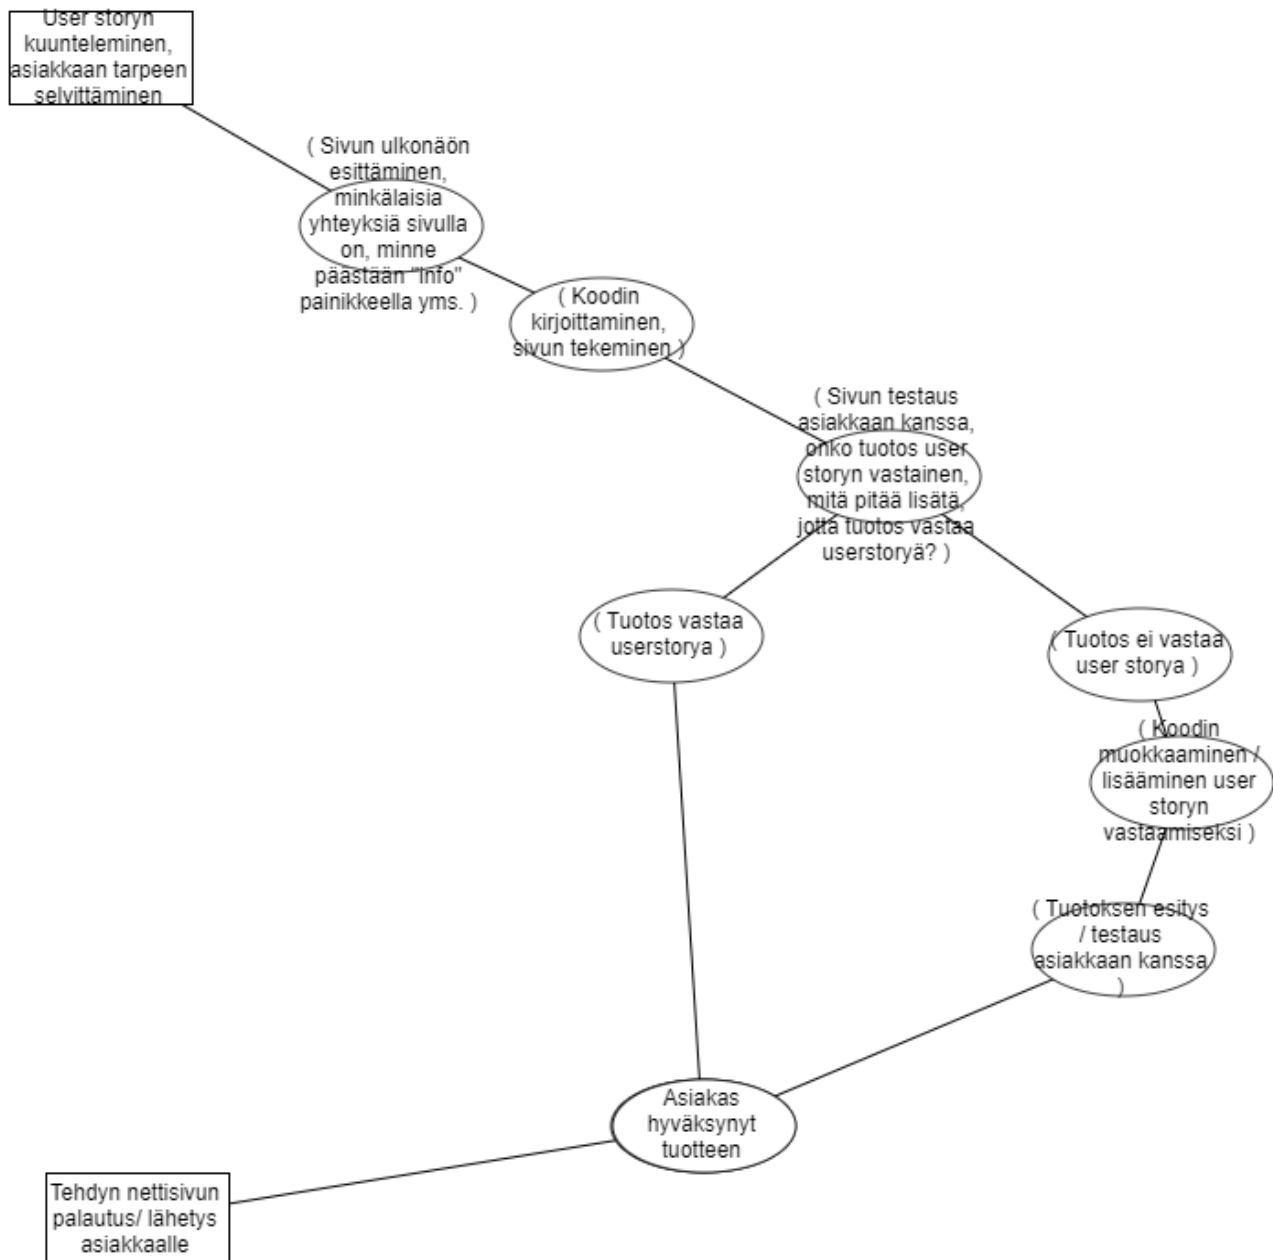 User storyn
kuunteleminen,
asiakkaan tarpeen
selvittäminen
( Sivun ulkonäön
esittäminen,
minkälaisia
yhteyksiä sivulla
on, minne
päästään "Info"
painikkeella yms. )
( Koodin
kirjoittaminen,
sivun tekeminen )
( Sivun testaus
asiakkaan kanssa,
onko tuotos user
storyn vastainen,
mitä pitää lisätä,
jotta tuotos vastaa
userstoryä? )
( Tuotos vastaa
userstorya )
( Tuotos ei vastaa
user storya )
( Koodin
muokkaaminen /
lisääminen user
storyn
vastaamiseksi )
( Tuotoksen esitys
/ testaus
asiakkaan kanssa
)
Asiakas
hyväksynyt
tuotteen
Tehdyn nettisivun
palautus/ lähetys
asiakkaalle